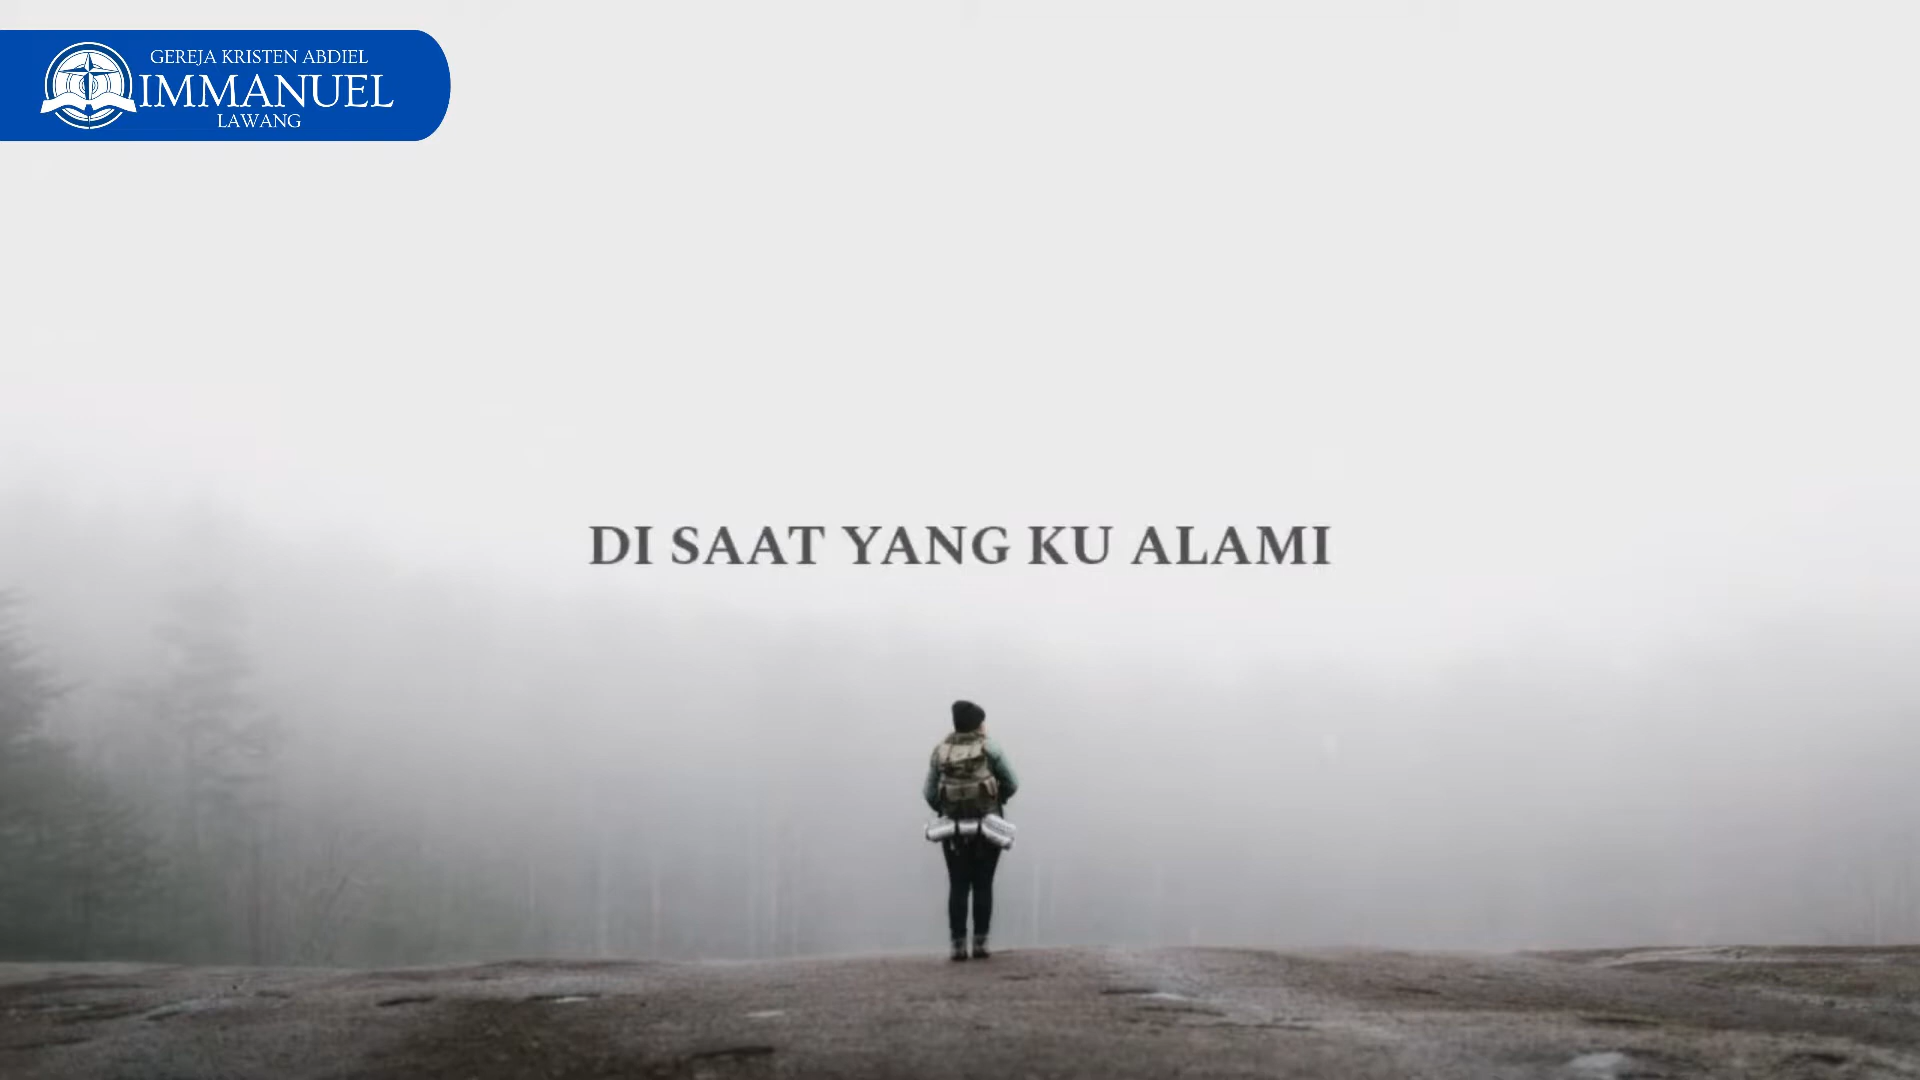 GEREJA KRISTEN ABDIEL
IMMANUEL
LAWANG
DI SAAT YANG KU ALAMI